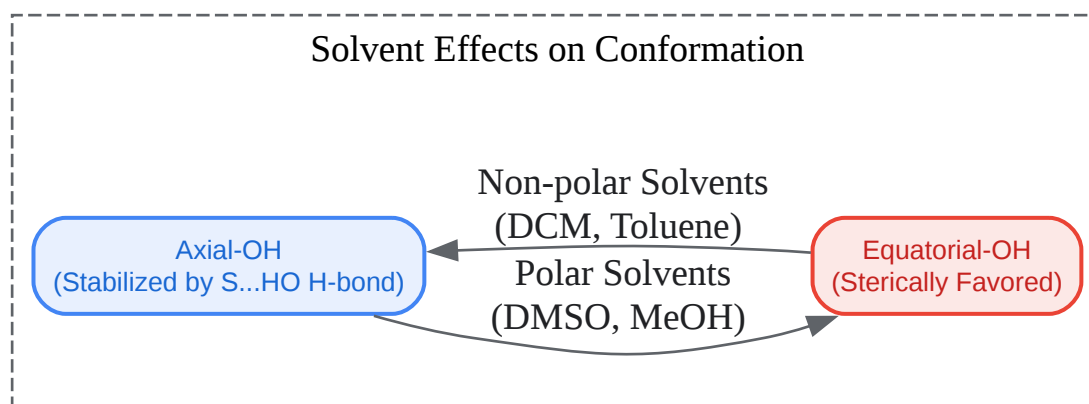 Solvent Effects on Conformation
Non-polar Solvents
(DCM, Toluene)
Axial-OH
(Stabilized by S...HO H-bond)
Equatorial-OH
(Sterically Favored)
Polar Solvents
(DMSO, MeOH)